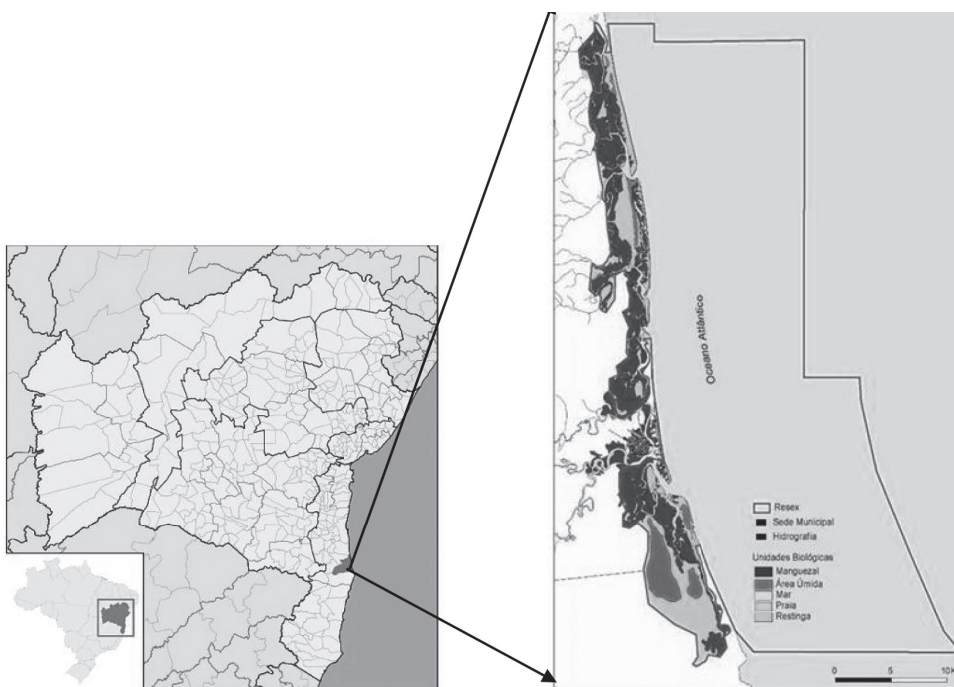 Oceano Atlântico
Resex
Sede Municipal
Hidrografia
Unidades Biológicas
Manguezal
Área Úmida
Mar
Praia
Restinga
0 5 10